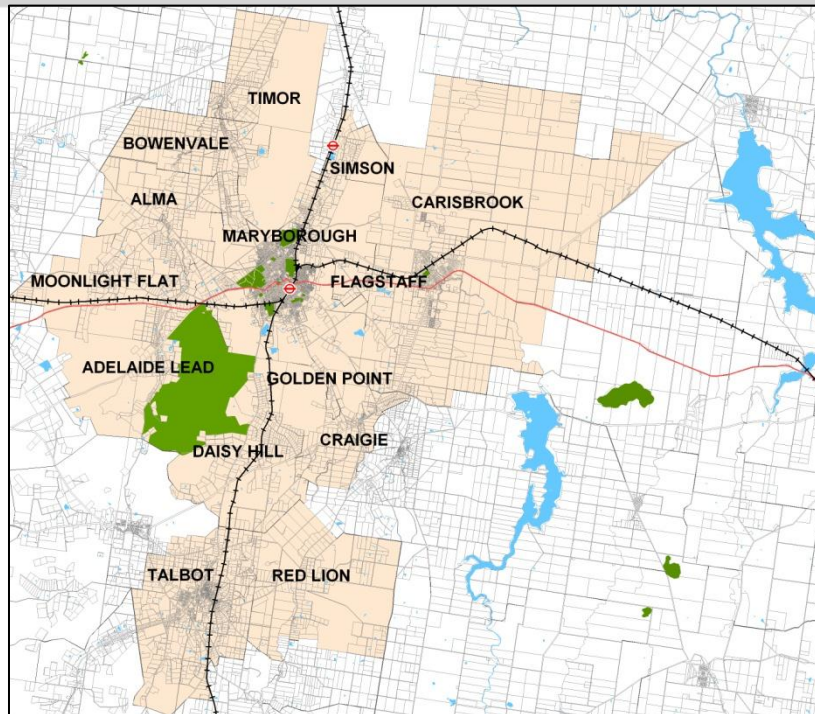 TIMOR
BOWENVALE
SIMSON
ALMA
CARISBROOK
MARYBOROUGH
MOONLIGHT FLAT
FLAGSTAFF
ADELAIDE LEAD
GOLDEN POINT
CRAIGIE
DAISY HILL
TALBOT
RED LION